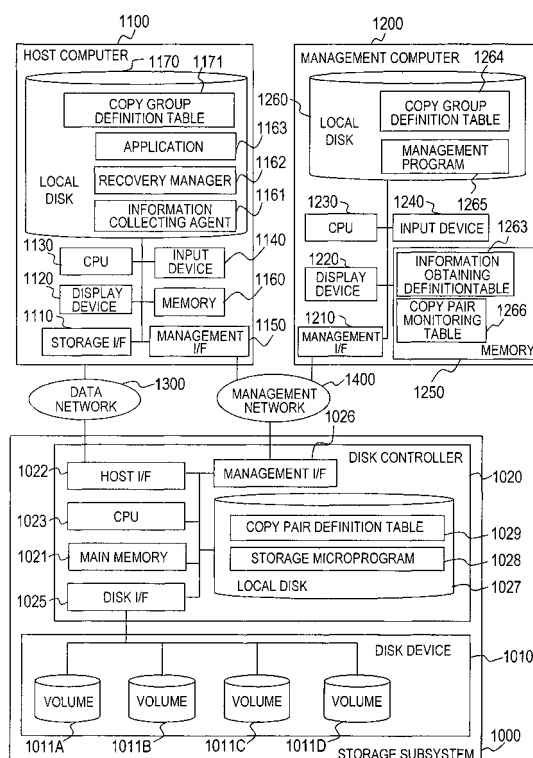 1100
HOST COMPUTER
1170
1171
COPY GROUP
DEFINITION TABLE
1163
APPLICATION
1162
LOCAL
DISK
RECOVERY MANAGER
1161
INFORMATION
COLLECTING AGENT
1130
CPU
1140
INPUT
DEVICE
1120
DISPLAY
DEVICE
1160
MEMORY
1110
STORAGE I/F
1150
MANAGEMENT I/F
1200
MANAGEMENT COMPUTER
1264
1260
COPY GROUP
DEFINITION TABLE
LOCAL
DISK
MANAGEMENT
PROGRAM
1265
1230
CPU
1240
INPUT DEVICE
1263
1220
DISPLAY
DEVICE
INFORMATION
OBTAINING
DEFINITIONTABLE
COPY PAIR
MONITORING
TABLE
1266
MEMORY
1250
1210
MANAGEMENT
I/F
1300
DATA
NETWORK
1400
MANAGEMENT
NETWORK
1026
DISK CONTROLLER
1020
1022
HOST I/F
MANAGEMENT I/F
1023
CPU
1021
MAIN MEMORY
1025
DISK I/F
COPY PAIR DEFINITION TABLE
1029
STORAGE MICROPROGRAM
1028
LOCAL DISK
1027
DISK DEVICE
1010
VOLUME
VOLUME
VOLUME
VOLUME
1011A
1011B
1011C
1011D
1000
STORAGE SUBSYSTEM